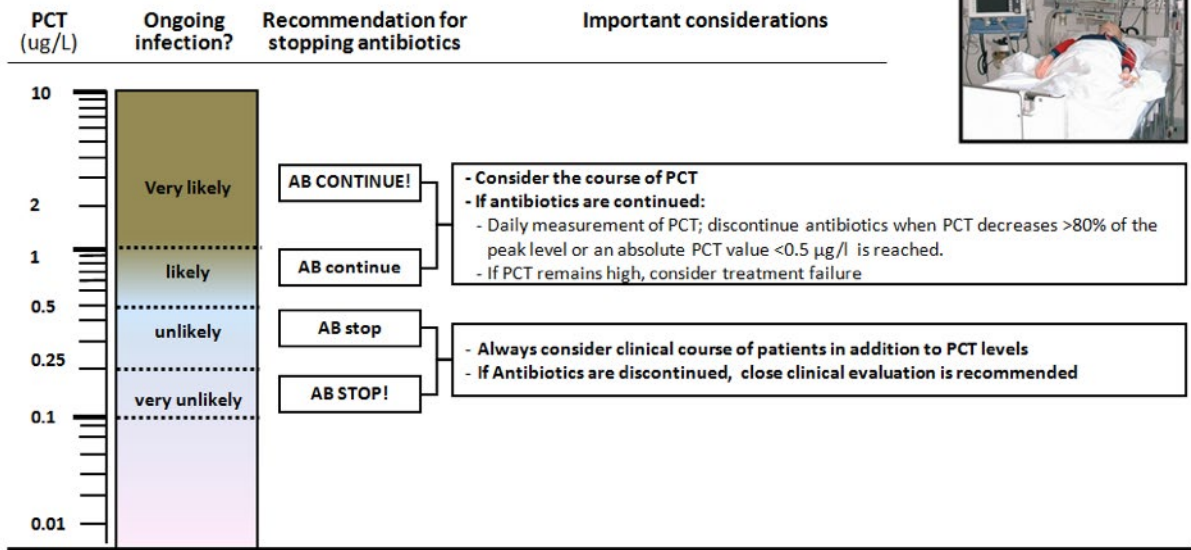 PCT
(ug/L)
Ongoing
infection?
Recommendation for
stopping antibiotics
Important considerations
10
2
1
0.5
0.25
0.1
0.01
Very likely
likely
unlikely
very unlikely
AB CONTINUE!
AB continue
AB stop
AB STOP!
- Consider the course of PCT
- If antibiotics are continued:
- Daily measurement of PCT; discontinue antibiotics when PCT decreases >80% of the
peak level or an absolute PCT value <0.5 µg/l is reached.
- If PCT remains high, consider treatment failure
- Always consider clinical course of patients in addition to PCT levels
- If Antibiotics are discontinued, close clinical evaluation is recommended